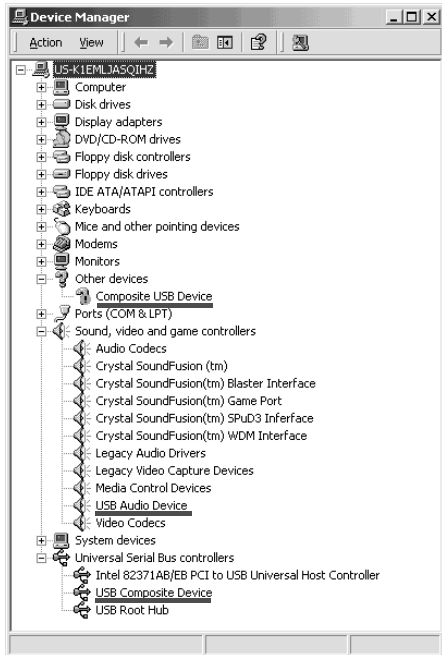 Device Manager
Action View
US-K1EMLJASQIHZ
Computer
Disk drives
Display adapters
DVD/CD-ROM drives
Floppy disk controllers
Floppy disk drives
IDE ATA/ATAPI controllers
Keyboards
Mice and other pointing devices
Modems
Monitors
Other devices
Composite USB Device
Ports (COM & LPT)
Sound, video and game controllers
Audio Codecs
Crystal SoundFusion (tm)
Crystal SoundFusion(tm) Blaster Interface
Crystal SoundFusion(tm) Game Port
Crystal SoundFusion(tm) SPuD3 Inferface
Crystal SoundFusion(tm) WDM Interface
Legacy Audio Drivers
Legacy Video Capture Devices
Media Control Devices
USB Audio Device
Video Codecs
System devices
Universal Serial Bus controllers
Intel 82371AB/EB PCI to USB Universal Host Controller
USB Composite Device
USB Root Hub